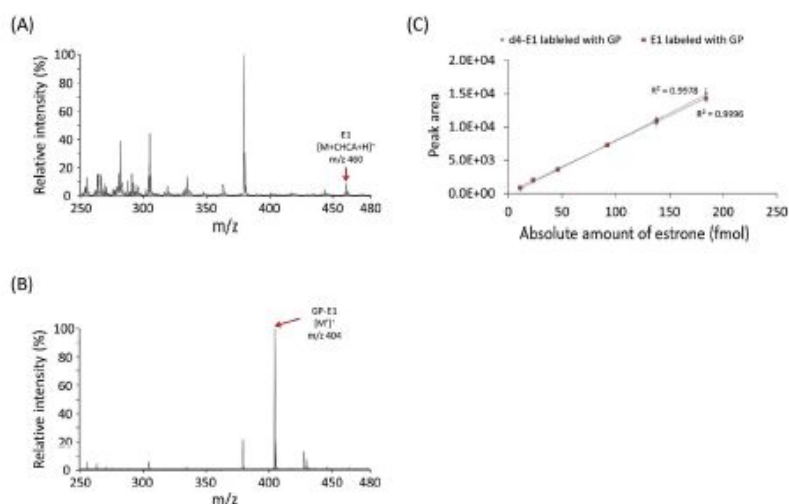 (A)
Relative intensity (%)
100
80
60
40
20
0
E1
[M+CHCA+H]+
m/z 460
250 300 350 400 450 480
m/z
(B)
Relative intensity (%)
100
80
60
40
20
0
GP-E1
[M+]+
m/z 404
250 300 350 400 450 480
m/z
(C)
d4-E1 lableled with GP E1 labeled with GP
Peak area
2.0E+04
1.5E+04
1.0E+04
5.0E+03
0.0E+00
R² = 0.9978
R² = 0.9996
0 50 100 150 200 250
Absolute amount of estrone (fmol)